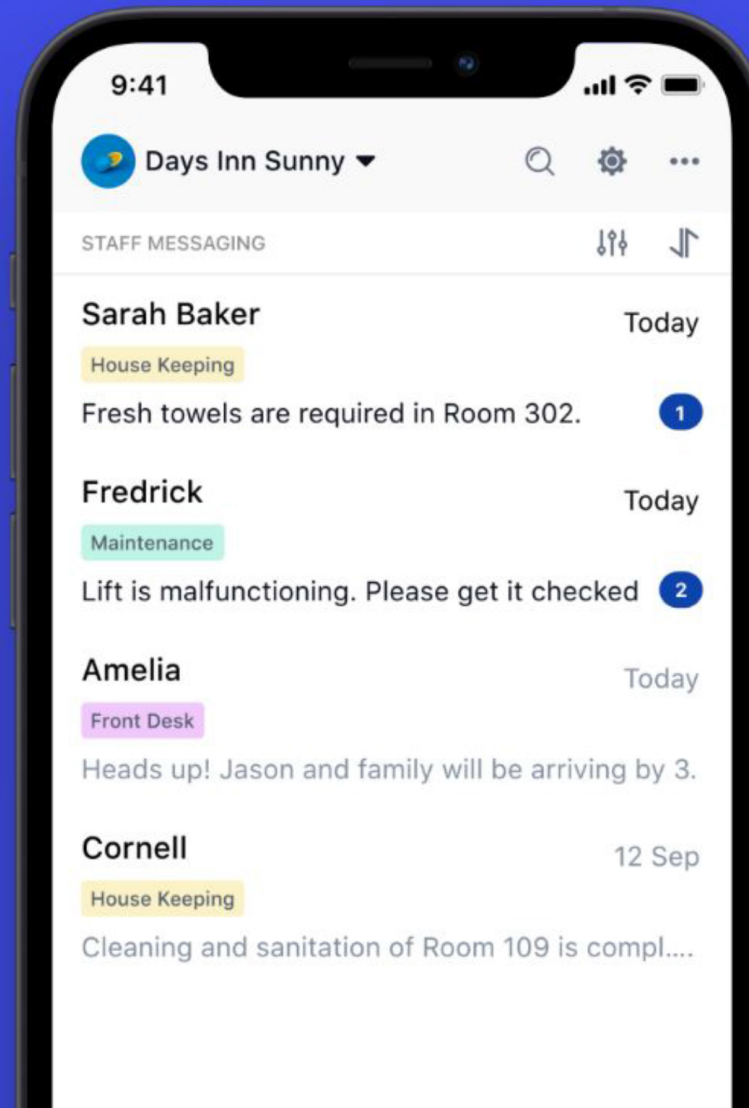 9:41
Days Inn Sunny
STAFF MESSAGING
Sarah Baker
Today
House Keeping
Fresh towels are required in Room 302.
1
Fredrick
Today
Maintenance
Lift is malfunctioning. Please get it checked
2
Amelia
Today
Front Desk
Heads up! Jason and family will be arriving by 3.
Cornell
12 Sep
House Keeping
Cleaning and sanitation of Room 109 is compl....